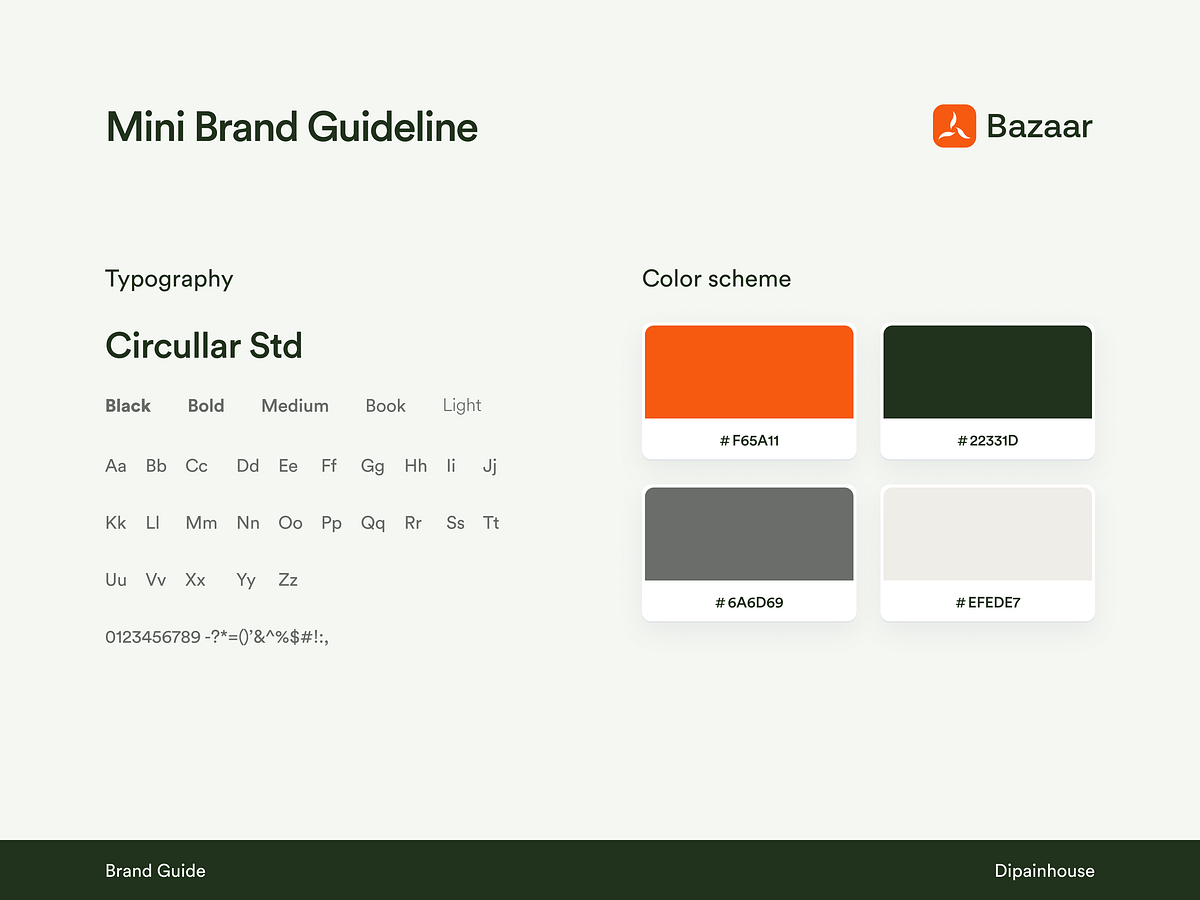 Mini Brand Guideline
Bazaar
Typography
Circullar Std
Black Bold Medium Book Light
Aa Bb Cc Dd Ee Ff Gg Hh Ii Jj
Kk Ll Mm Nn Oo Pp Qq Rr Ss Tt
Uu Vv Xx Yy Zz
0123456789 -?*=()’&^%$#!:,
Color scheme
#F65A11
#22331D
#6A6D69
#EFEDE7
Brand Guide
Dipainhouse